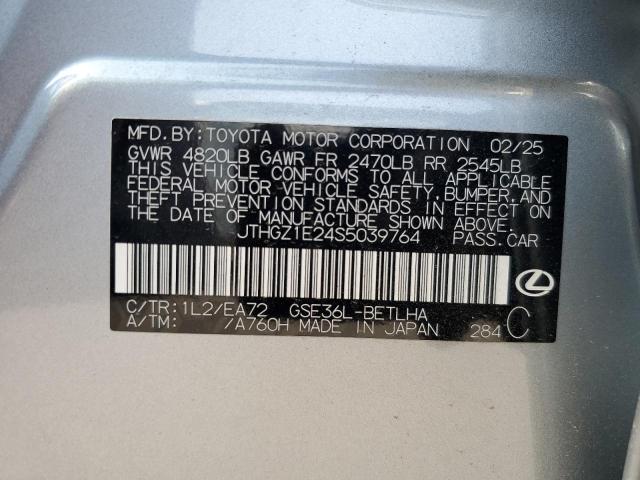 MFD.BY:TOYOTA MOTOR CORPORATION 02/25
GVWR 4820LB GAWR FR 2470LB RR 2545LB
THIS VEHICLE CONFORMS TO ALL APPLICABLE
FEDERAL MOTOR VEHICLE SAFETY,BUMPER,AND
THEFT PREVENTION STANDARDS IN EFFECT ON
THE DATE OF MANUFACTURE SHOWN ABOVE.
JTHGZ1E24S5039764 PASS.CAR
C/TR:1L2/EA72 GSE36L-BETLHA
A/TM: /A760H MADE IN JAPAN 284 C